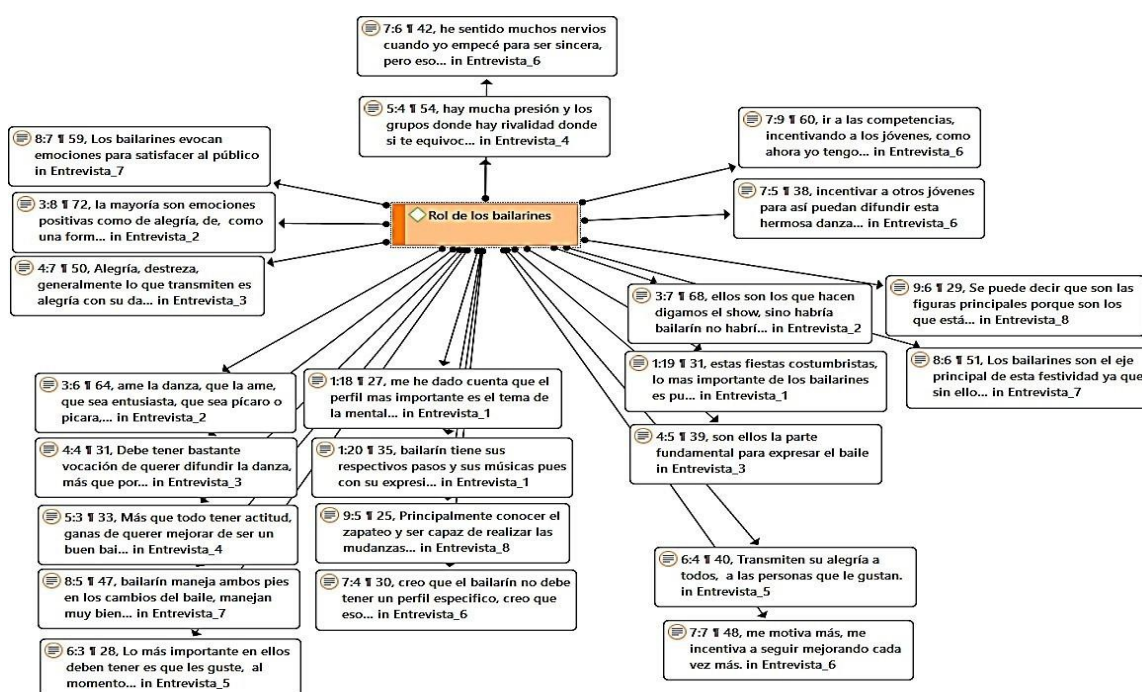 7:6 ¶ 42, he sentido muchos nervios
cuando yo empecé para ser sincera,
pero eso... in Entrevista_6
5:4 ¶ 54, hay mucha presión y los
grupos donde hay rivalidad donde
si te equivoc... in Entrevista_4
8:7 ¶ 59, Los bailarines evocan
emociones para satisfacer al público
in Entrevista_7
7:9 ¶ 60, ir a las competencias,
incentivando a los jóvenes, como
ahora yo tengo... in Entrevista_6
3:8 ¶ 72, la mayoría son emociones
positivas como de alegría, de, como
una form... in Entrevista_2
Rol de los bailarines
7:5 ¶ 38, incentivar a otros jóvenes
para así puedan difundir esta
hermosa danza... in Entrevista_6
4:7 ¶ 50, Alegría, destreza,
generalmente lo que transmiten es
alegría con su da... in Entrevista_3
3:7 ¶ 68, ellos son los que hacen
digamos el show, sino habría
bailarín no habrí... in Entrevista_2
9:6 ¶ 29, Se puede decir que son las
figuras principales porque son los
que está... in Entrevista_8
1:19 ¶ 31, estas fiestas costumbristas,
lo mas importante de los bailarines
es pu... in Entrevista_1
8:6 ¶ 51, Los bailarines son el eje
principal de esta festividad ya que
sin ello... in Entrevista_7
3:6 ¶ 64, ame la danza, que la ame,
que sea entusiasta, que sea pícaro o
picara,... in Entrevista_2
1:18 ¶ 27, me he dado cuenta que el
perfil mas importante es el tema de
la mental... in Entrevista_1
4:5 ¶ 39, son ellos la parte
fundamental para expresar el baile
in Entrevista_3
4:4 ¶ 31, Debe tener bastante
vocación de querer difundir la danza,
más que por... in Entrevista_3
1:20 ¶ 35, bailarín tiene sus
respectivos pasos y sus músicas pues
con su expresi... in Entrevista_1
5:3 ¶ 33, Más que todo tener actitud,
ganas de querer mejorar de ser un
buen bai... in Entrevista_4
9:5 ¶ 25, Principalmente conocer el
zapateo y ser capaz de realizar las
mudanzas... in Entrevista_8
8:5 ¶ 47, bailarín maneja ambos pies
en los cambios del baile, manejan
muy bien... in Entrevista_7
7:4 ¶ 30, creo que el bailarín no debe
tener un perfil especifico, creo que
eso... in Entrevista_6
6:4 ¶ 40, Transmiten su alegría a
todos, a las personas que le gustan.
in Entrevista_5
6:3 ¶ 28, Lo más importante en ellos
deben tener es que les guste, al
momento... in Entrevista_5
7:7 ¶ 48, me motiva más, me
incentiva a seguir mejorando cada
vez más. in Entrevista_6